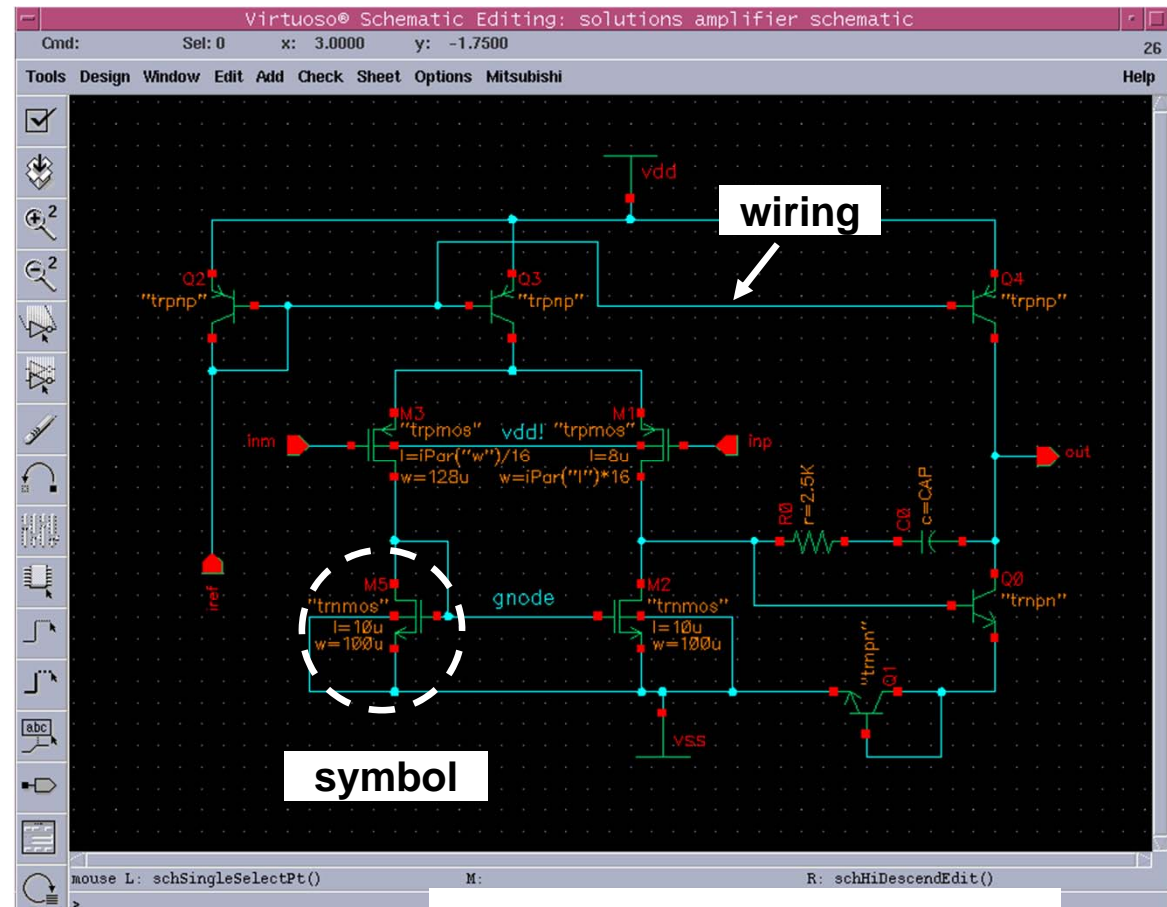 Virtuoso® Schematic Editing: solutions amplifier schematic
Cmd: Sel: 0 x: 3.0000 y: -1.7500
26
Tools Design Window Edit Add Check Sheet Options Mitsubishi Help
vdd
wiring
Q2 Q3 Q4
"trpnp" "trpnp" "trpnp"
M3 M1
"trpmos" vdd! "trpmos"
inm inp
l=iPar("w")/16 l=8u
w=128u w=iPar("l")*16
out
R0 r=2.5K C0 c=CAP
iref
M5 gnode M2 Q0
"trnmos" "trnmos" "trnpn"
l=10u l=10u
w=100u w=100u
"trnpn" Q1
vss
symbol
abc
2
2
mouse L: schSingleSelectPt() M: R: schHiDescendEdit()
>